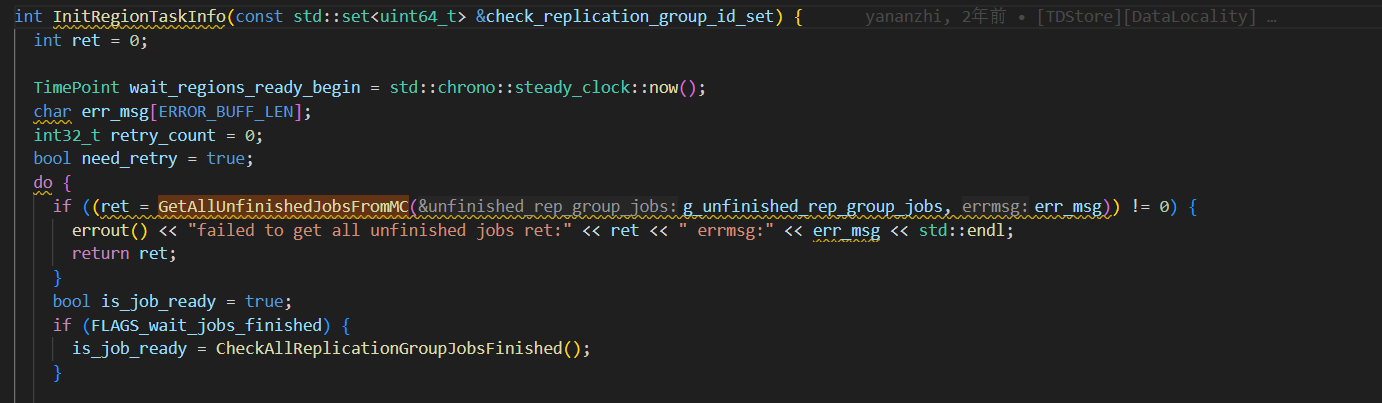 int InitRegionTaskInfo(const std::set<uint64_t> &check_replication_group_id_set) { yananzhi, 2年前 • [TDStore][DataLocality] …
int ret = 0;
TimePoint wait_regions_ready_begin = std::chrono::steady_clock::now();
char err_msg[ERROR_BUFF_LEN];
int32_t retry_count = 0;
bool need_retry = true;
do {
if ((ret = GetAllUnfinishedJobsFromMC(&unfinished_rep_group_jobs: g_unfinished_rep_group_jobs, errmsg: err_msg)) != 0) {
errout() << "failed to get all unfinished jobs ret:" << ret << " errmsg:" << err_msg << std::endl;
return ret;
}
bool is_job_ready = true;
if (FLAGS_wait_jobs_finished) {
is_job_ready = CheckAllReplicationGroupJobsFinished();
}